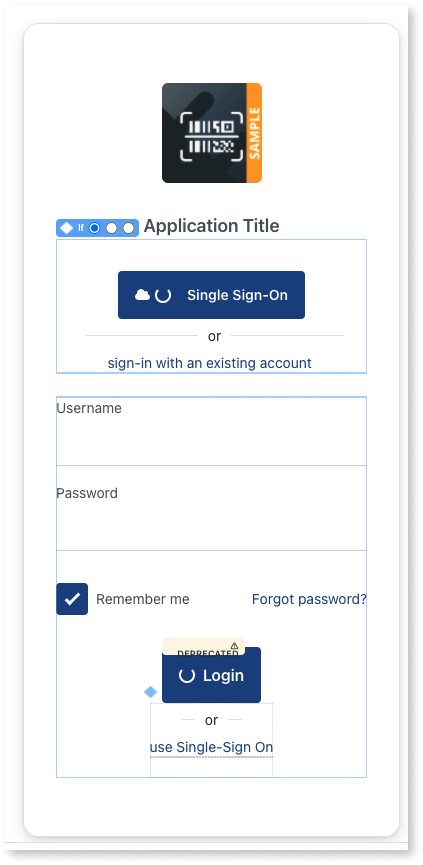 SAMPLE
If Application Title
Single Sign-On
or
sign-in with an existing account
Username
Password
Remember me Forgot password?
DEPRECATED
Login
or
use Single-Sign On